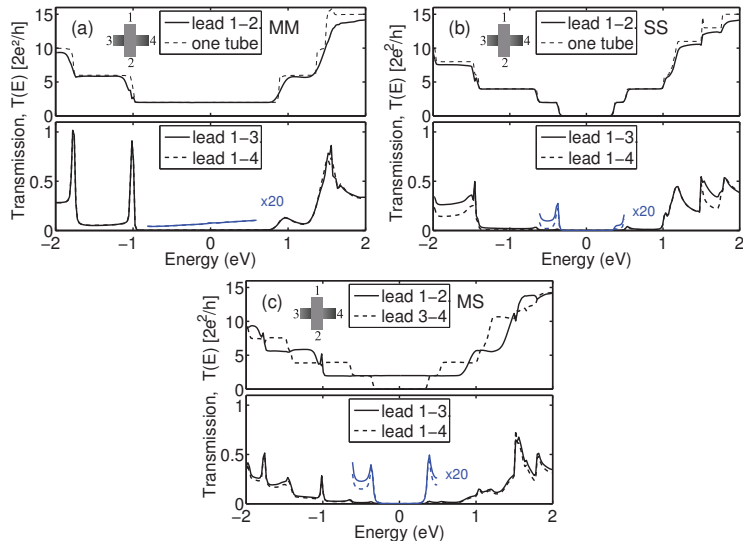 (a)
1
3 4
2
lead 1−2
one tube
MM
Transmission, T(E) [2e²/h]
15
10
5
0
lead 1−3
lead 1−4
x20
1
0.5
0
−2 −1 0 1 2
Energy (eV)
(b)
1
3 4
2
lead 1−2
one tube
SS
Transmission, T(E) [2e²/h]
15
10
5
0
lead 1−3
lead 1−4
x20
1
0.5
0
−2 −1 0 1 2
Energy (eV)
(c)
1
3 4
2
lead 1−2
lead 3−4
MS
Transmission, T(E) [2e²/h]
15
10
5
0
lead 1−3
lead 1−4
x20
1
0.5
0
−2 −1 0 1 2
Energy (eV)